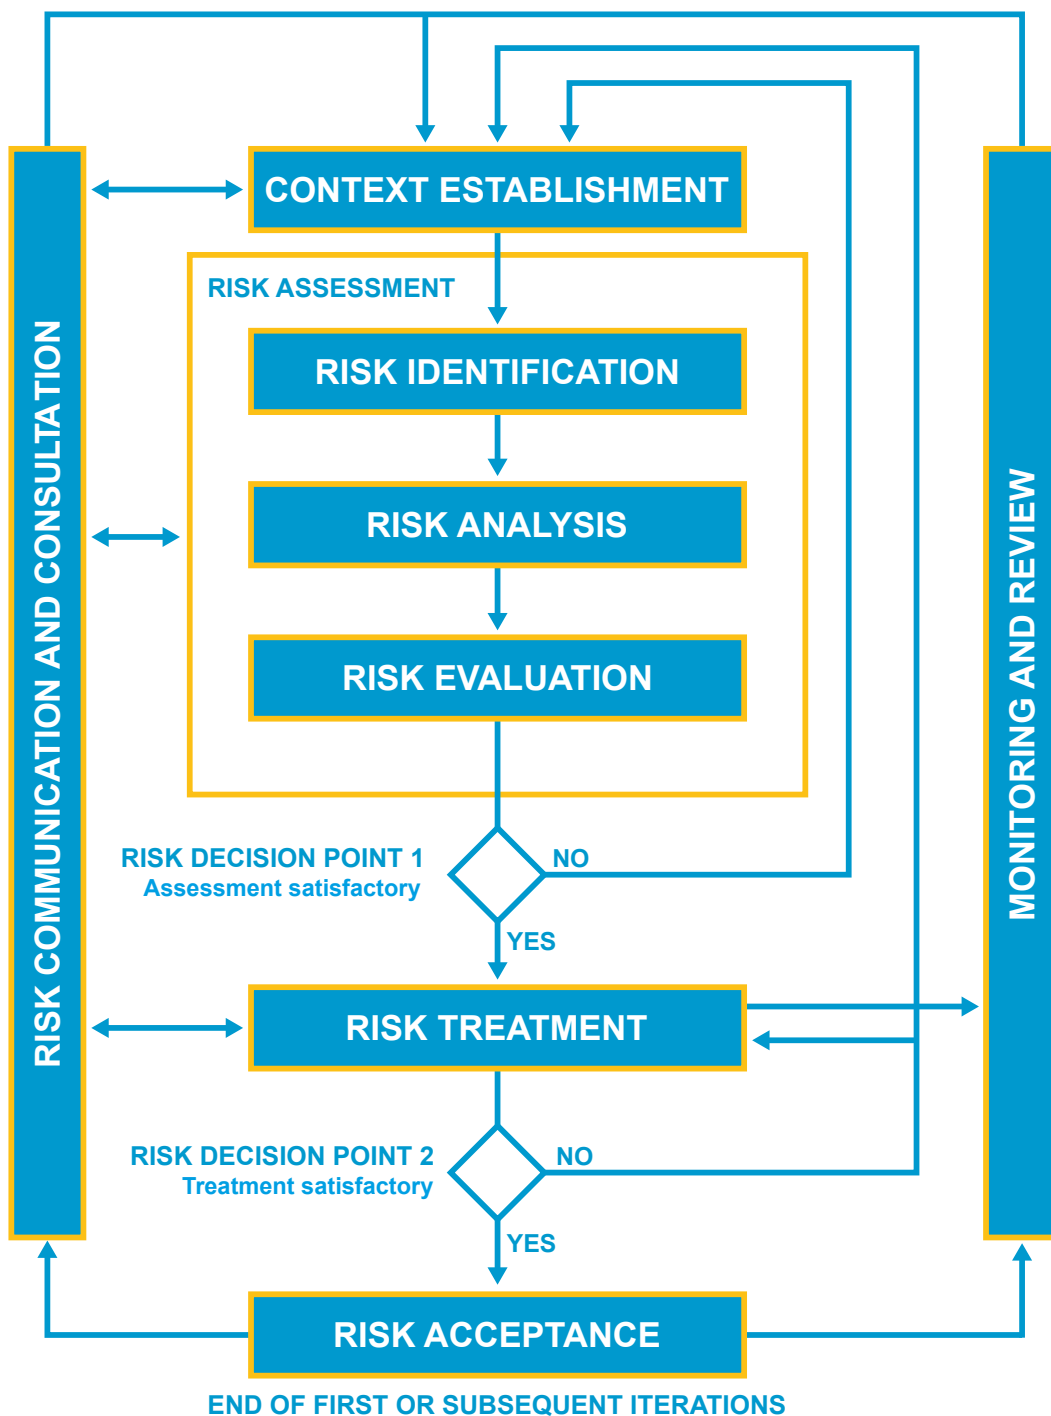 CONTEXT ESTABLISHMENT
RISK ASSESSMENT
RISK IDENTIFICATION
RISK ANALYSIS
RISK EVALUATION
RISK DECISION POINT 1
Assessment satisfactory
NO
YES
RISK TREATMENT
RISK DECISION POINT 2
Treatment satisfactory
NO
YES
RISK ACCEPTANCE
END OF FIRST OR SUBSEQUENT ITERATIONS
RISK COMMUNICATION AND CONSULTATION
MONITORING AND REVIEW